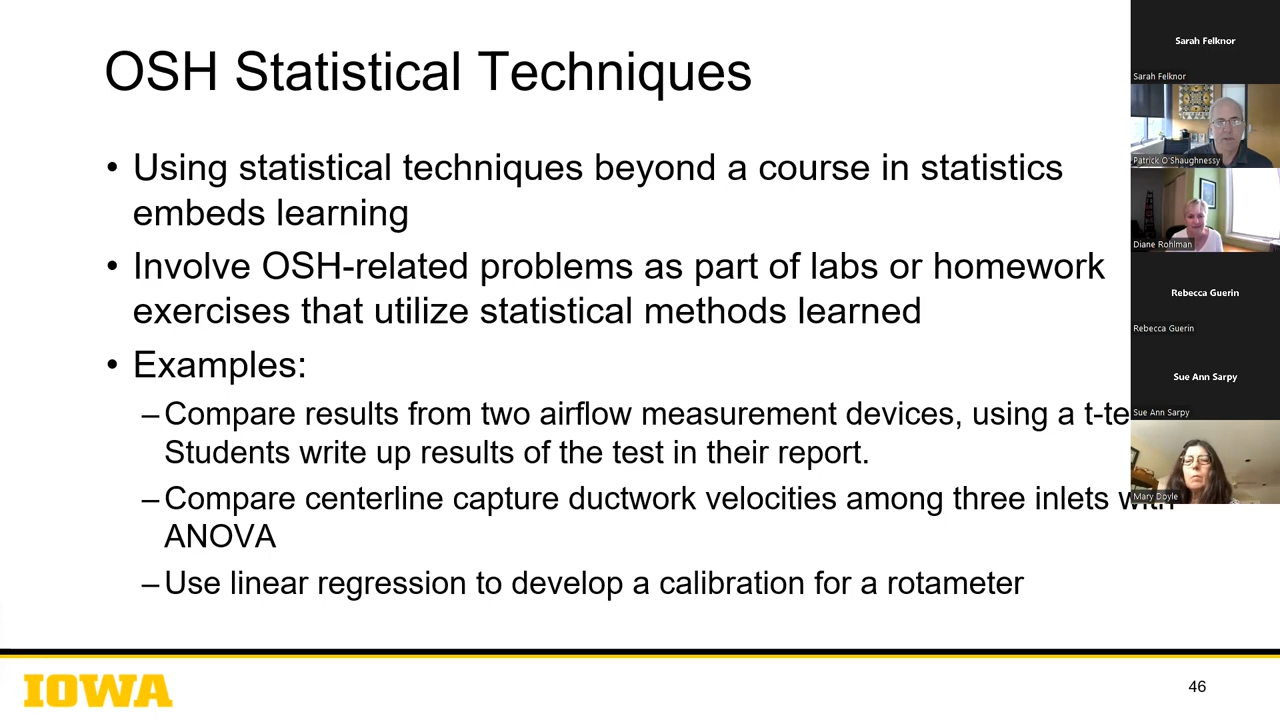 OSH Statistical Techniques
• Using statistical techniques beyond a course in statistics
embeds learning
• Involve OSH-related problems as part of labs or homework
exercises that utilize statistical methods learned
• Examples:
– Compare results from two airflow measurement devices, using a
Students write up results of the test in their report.
– Compare centerline capture ductwork velocities among three inlets with
ANOVA
– Use linear regression to develop a calibration for a rotameter
IOWA
46
Sarah Felknor
Sarah Felknor
Patrick O'Shaughnessy
Diane Rohlman
Rebecca Guerin
Rebecca Guerin
Sue Ann Sarpy
Sue Ann Sarpy
Mary Doyle